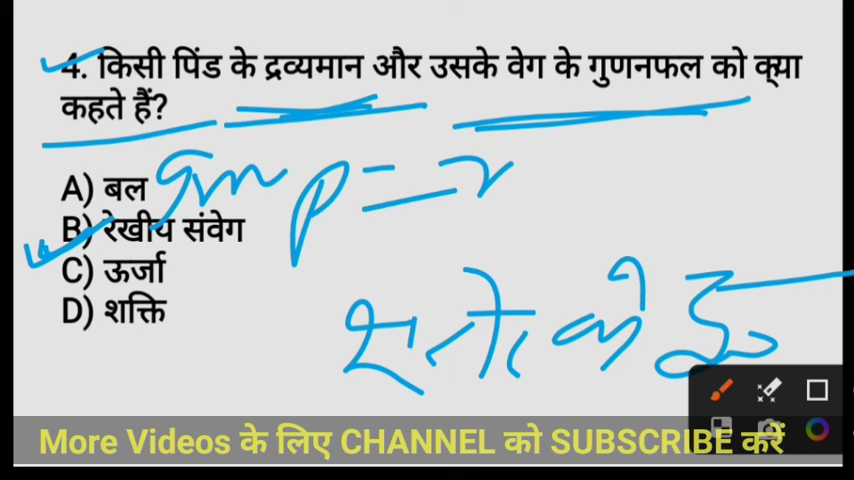 4. किसी पिंड के द्रव्यमान और उसके वेग के गुणनफल को क्या
कहते हैं?
A) बल
B) रेखीय संवेग
C) ऊर्जा
D) शक्ति
More Videos के लिए CHANNEL को SUBSCRIBE करें